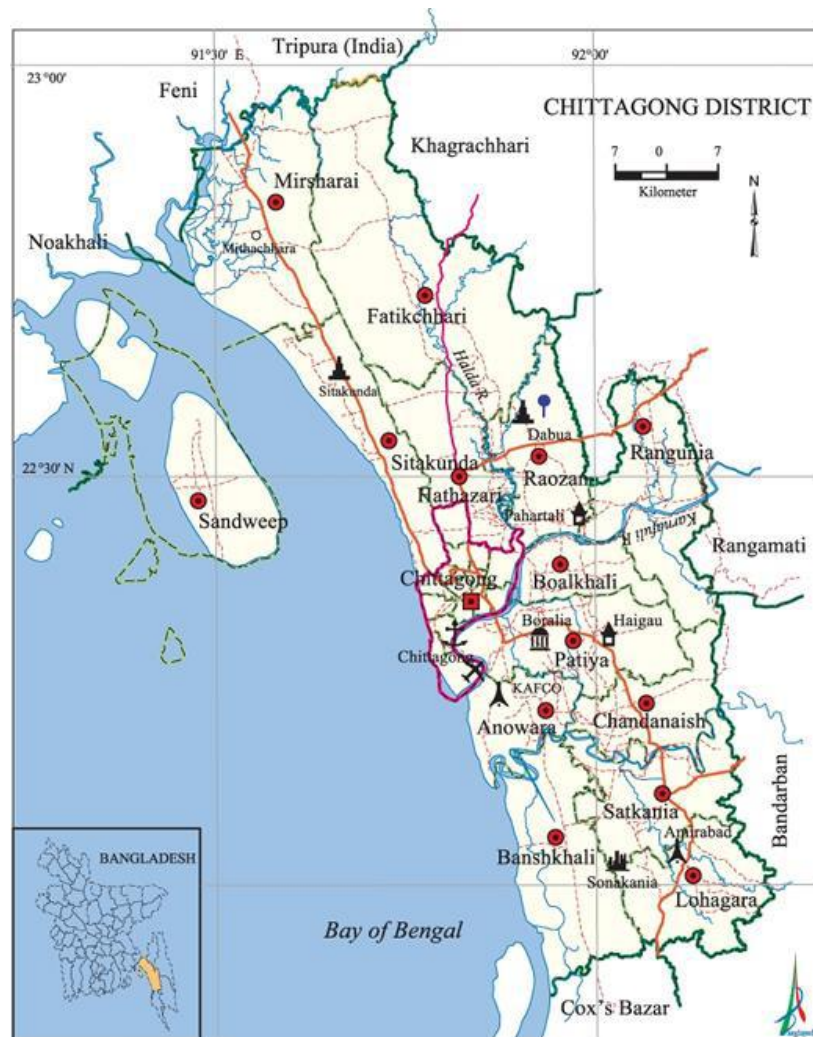 Tripura (India)
91°30' E
92°00'
23°00'
Feni
CHITTAGONG DISTRICT
Khagrachhari
7 0 7
Kilometer
Mirsharai
N
Mithachhara
Noakhali
Fatikchhari
Halda R.
Sitakunda
Dabua
Sitakunda
Rangunia
Raozan
22°30' N
Hathazari
Sandweep
Pahartali
Karnafuli R
Rangamati
Chittagong
Boalkhali
Boralia
Haigau
Chittagong
Patiya
KAFCO
Anowara
Chandanaish
Satkania
Bandarban
Amirabad
BANGLADESH
Banshkhali
Sonakania
Lohagara
Bay of Bengal
Cox's Bazar